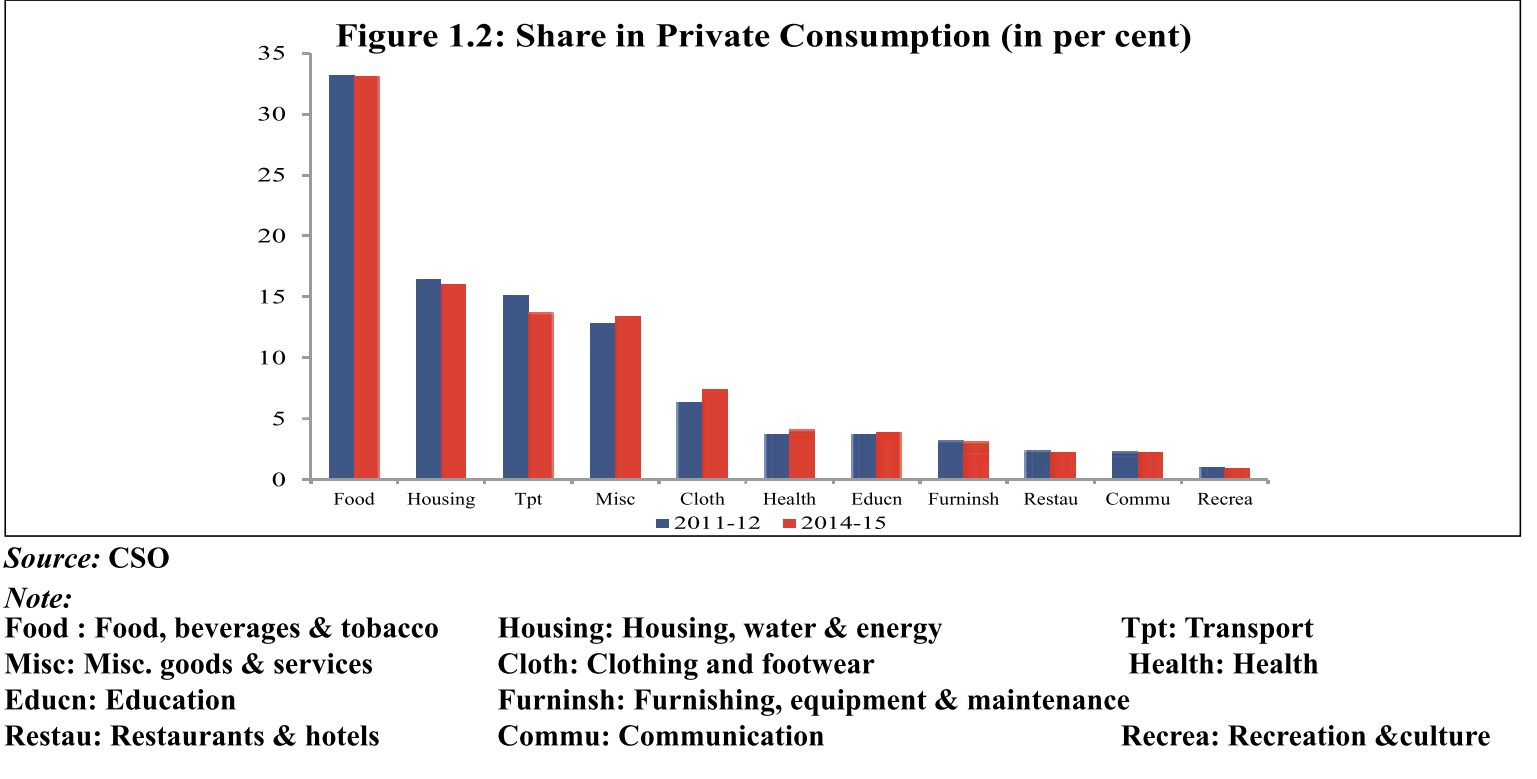 Figure 1.2: Share in Private Consumption (in per cent)
35
30
25
20
15
10
5
0
Food Housing Tpt Misc Cloth Health Educn Furninsh Restau Commu Recrea
2011-12 2014-15
Source: CSO
Note:
Food : Food, beverages & tobacco Housing: Housing, water & energy Tpt: Transport
Misc: Misc. goods & services Cloth: Clothing and footwear Health: Health
Educn: Education Furninsh: Furnishing, equipment & maintenance
Restau: Restaurants & hotels Commu: Communication Recrea: Recreation &culture